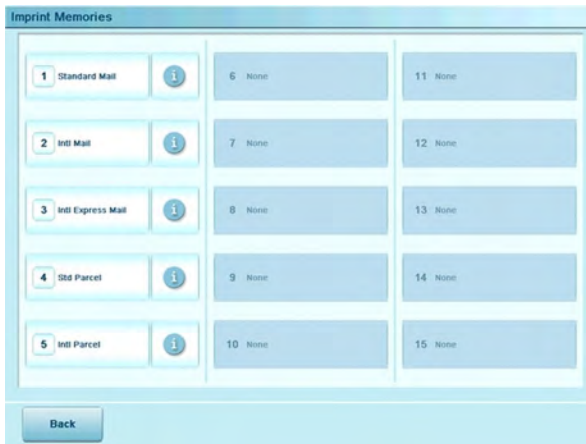 Imprint Memories
1 Standard Mail i
2 Intl Mail i
3 Intl Express Mail i
4 Std Parcel i
5 Intl Parcel i
6 None
7 None
8 None
9 None
10 None
11 None
12 None
13 None
14 None
15 None
Back